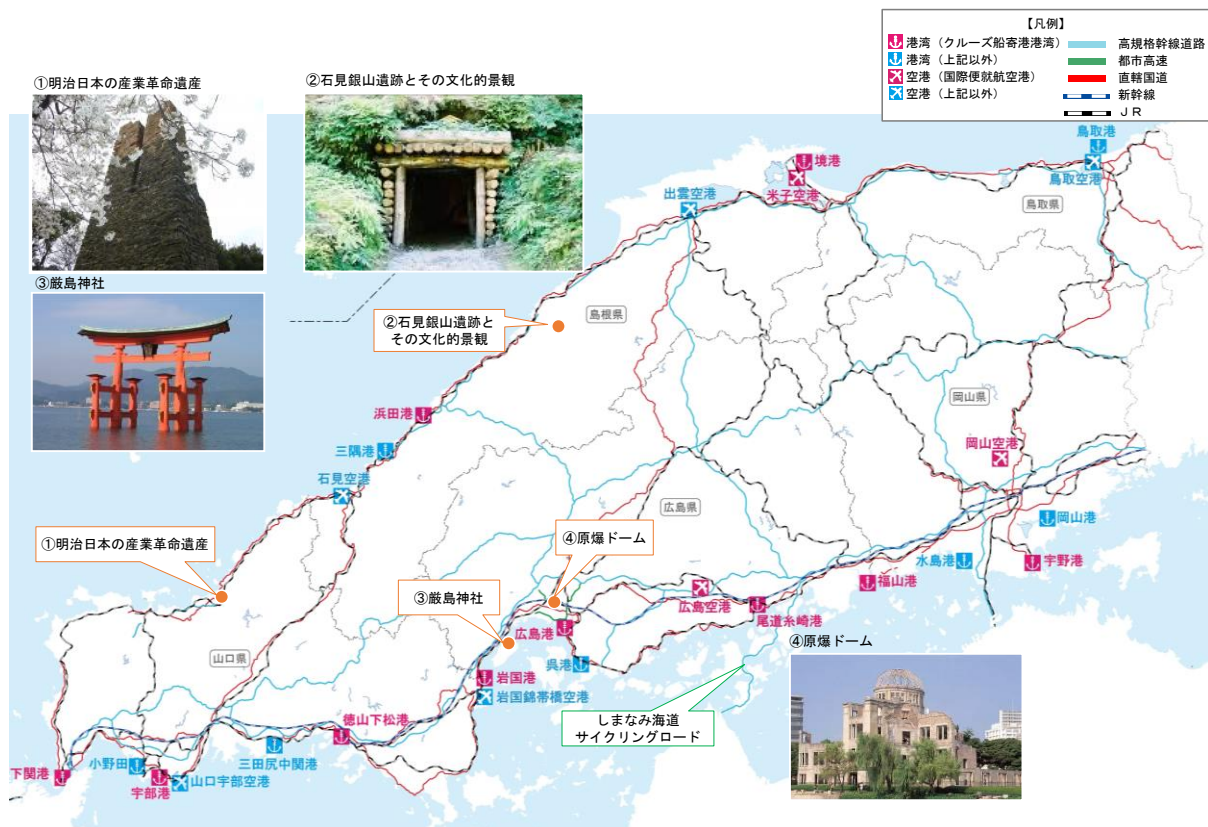 【凡例】
港湾（クルーズ船寄港港湾）
港湾（上記以外）
空港（国際便就航空港）
空港（上記以外）
高規格幹線道路
都市高速
直轄国道
新幹線
ＪＲ
①明治日本の産業革命遺産
②石見銀山遺跡とその文化的景観
③厳島神社
鳥取港
鳥取空港
境港
米子空港
出雲空港
鳥取県
②石見銀山遺跡と
その文化的景観
島根県
浜田港
三隅港
石見空港
岡山県
岡山空港
広島県
①明治日本の産業革命遺産
④原爆ドーム
③厳島神社
岡山港
水島港
宇野港
福山港
広島空港
尾道糸崎港
広島港
呉港
山口県
岩国港
岩国錦帯橋空港
④原爆ドーム
しまなみ海道
サイクリングロード
徳山下松港
三田尻中関港
下関港
小野田
宇部港
山口宇部空港